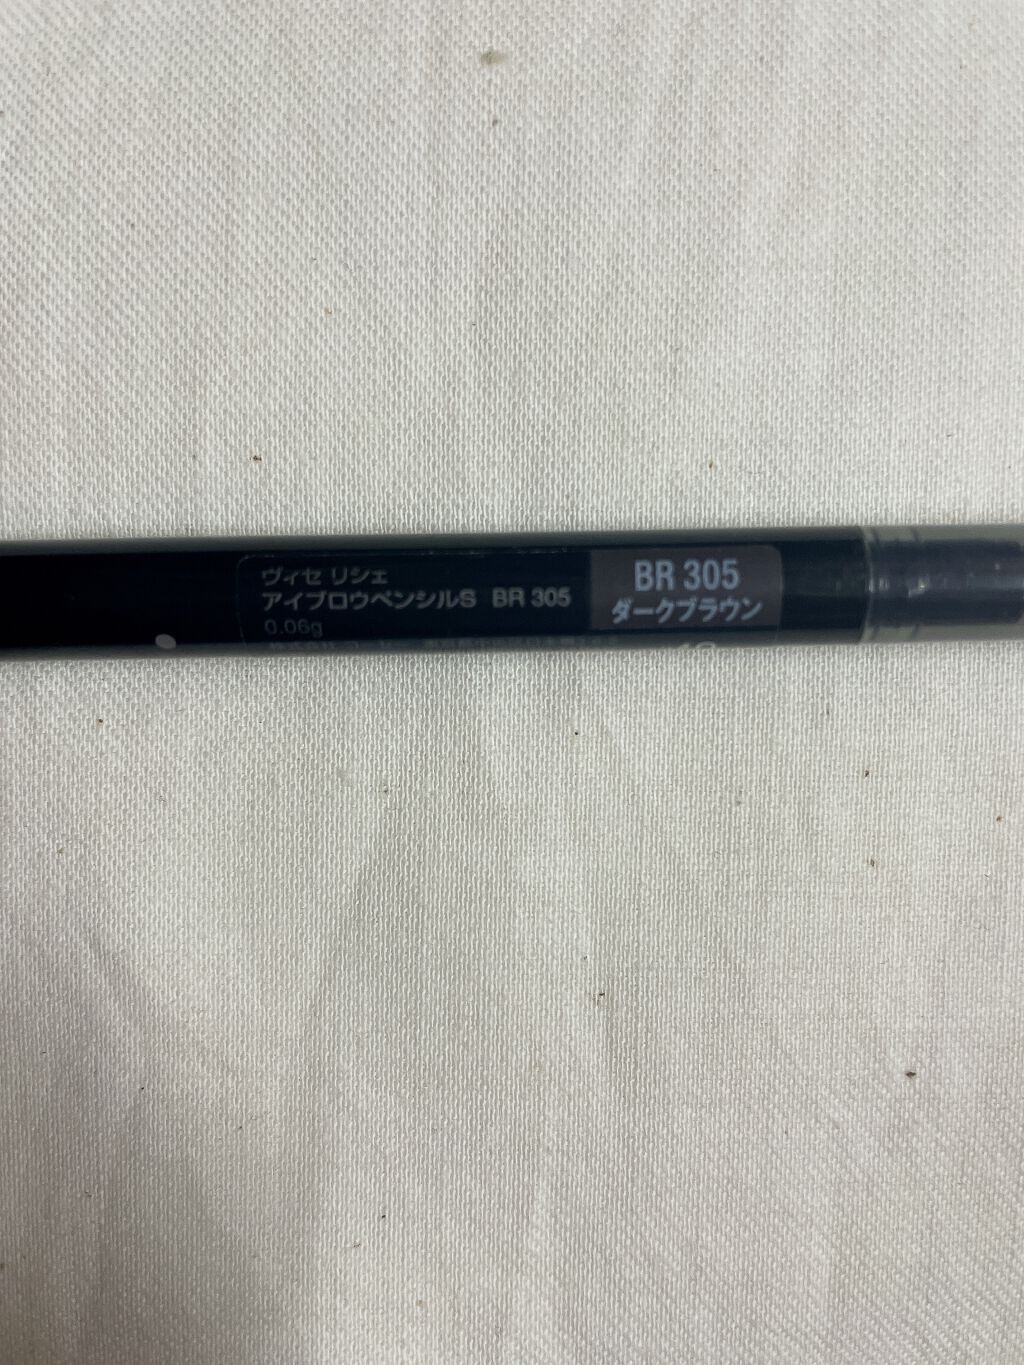 ヴィセ リシェ
アイブロウペンシルS BR 305
0.06g
BR 305
ダークブラウン